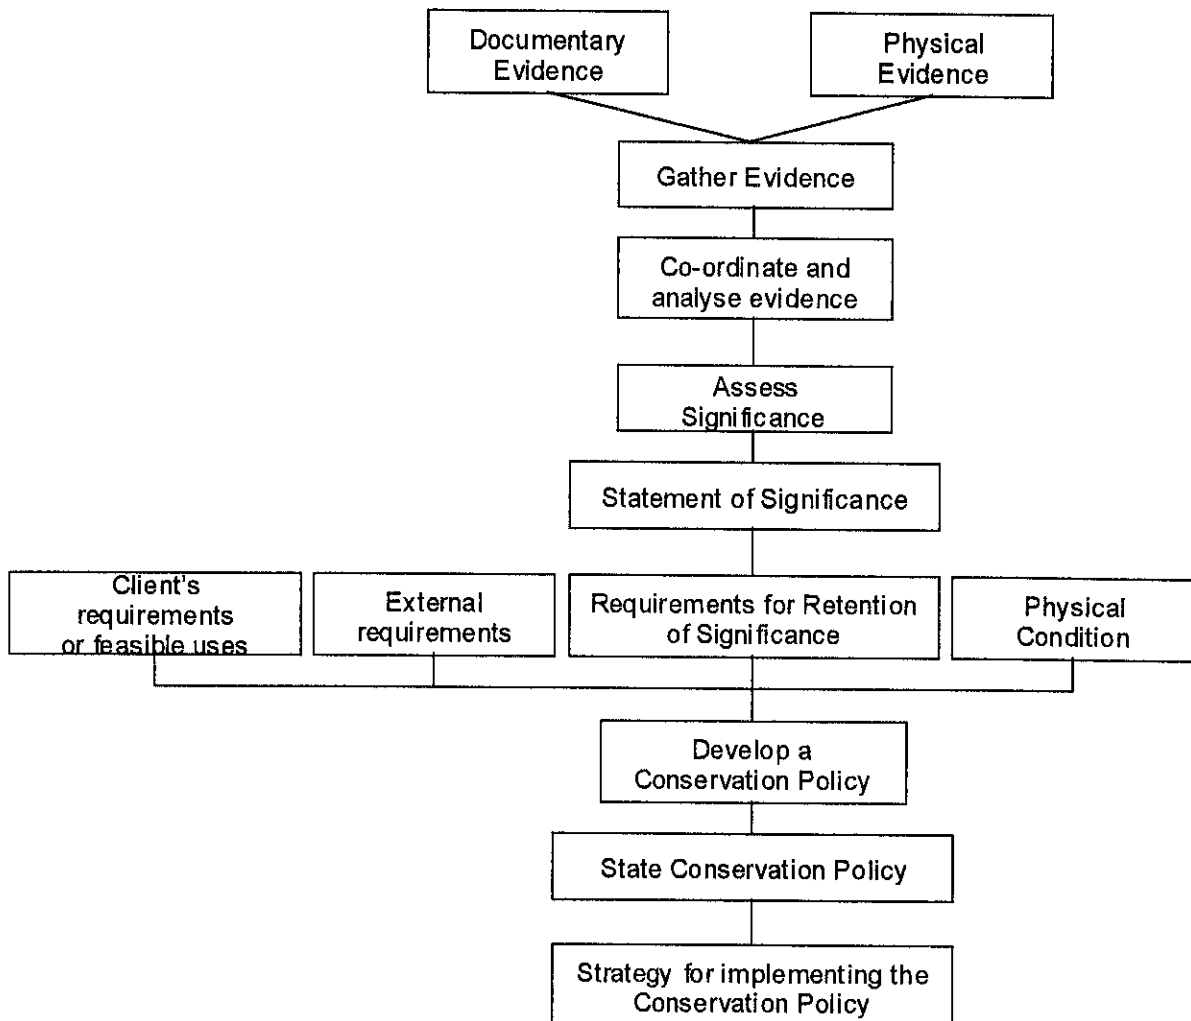 Documentary
Evidence
Physical
Evidence
Gather Evidence
Co-ordinate and
analyse evidence
Assess
Significance
Statement of Significance
Client's
requirements
or feasible uses
External
requirements
Requirements for Retention
of Significance
Physical
Condition
Develop a
Conservation Policy
State Conservation Policy
Strategy for implementing the
Conservation Policy